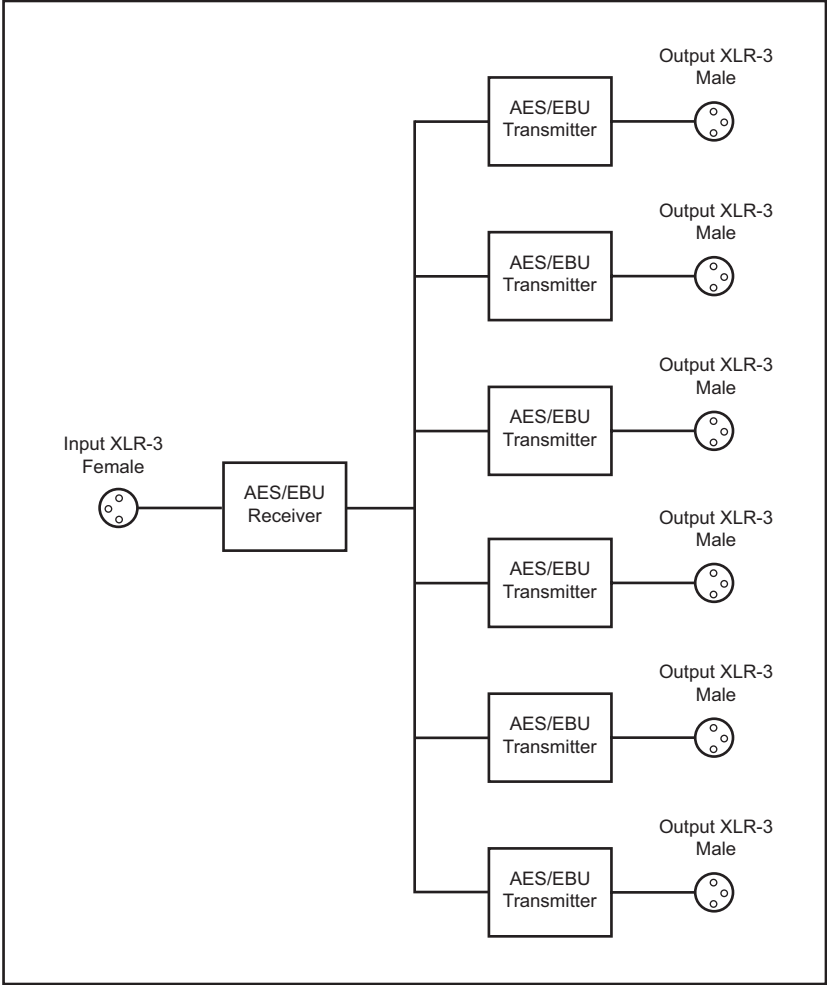 Output XLR-3
Male
AES/EBU
Transmitter
Output XLR-3
Male
AES/EBU
Transmitter
Output XLR-3
Male
AES/EBU
Transmitter
Input XLR-3
Female
AES/EBU
Receiver
Output XLR-3
Male
AES/EBU
Transmitter
Output XLR-3
Male
AES/EBU
Transmitter
Output XLR-3
Male
AES/EBU
Transmitter